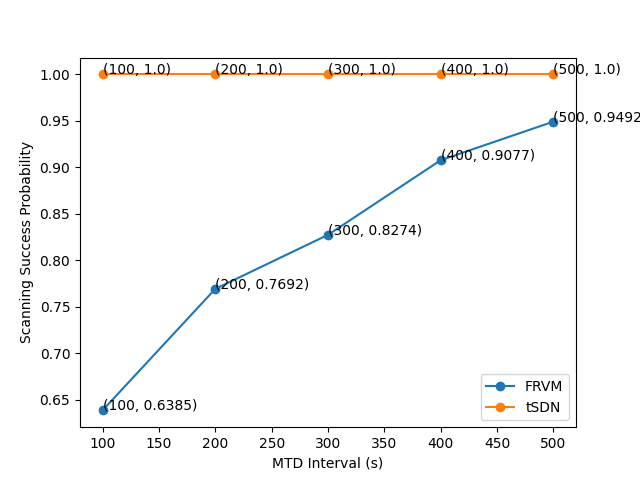 (100, 1.0) (200, 1.0) (300, 1.0) (400, 1.0) (500, 1.0)
(500, 0.9492
(400, 0.9077)
(300, 0.8274)
(200, 0.7692)
(100, 0.6385)
1.00
0.95
0.90
0.85
0.80
0.75
0.70
0.65
Scanning Success Probability
FRVM
tSDN
100 150 200 250 300 350 400 450 500
MTD Interval (s)